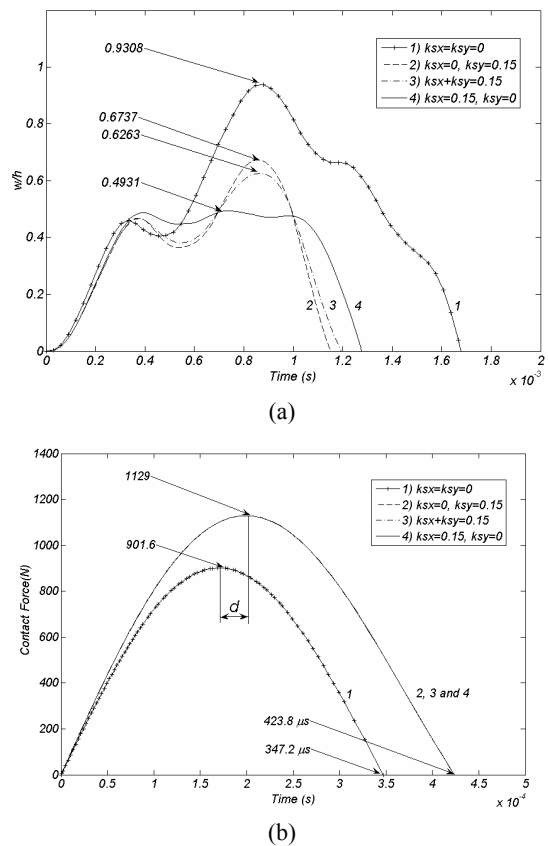 0.9308
1) ksx=ksy=0
2) ksx=0, ksy=0.15
3) ksx+ksy=0.15
4) ksx=0.15, ksy=0
1
0.8
0.6737
0.6263
0.6
w/h
0.4931
0.4
0.2
2 3 4 1
0
0 0.2 0.4 0.6 0.8 1 1.2 1.4 1.6 1.8 2
Time (s)
x 10⁻³
(a)
1400
1200
1129
1) ksx=ksy=0
2) ksx=0, ksy=0.15
3) ksx+ksy=0.15
4) ksx=0.15, ksy=0
1000
901.6
800
d
Contact Force(N)
600
400
1
2, 3 and 4
423.8 μs
200
347.2 μs
0
0 0.5 1 1.5 2 2.5 3 3.5 4 4.5 5
Time (s)
x 10⁻⁴
(b)